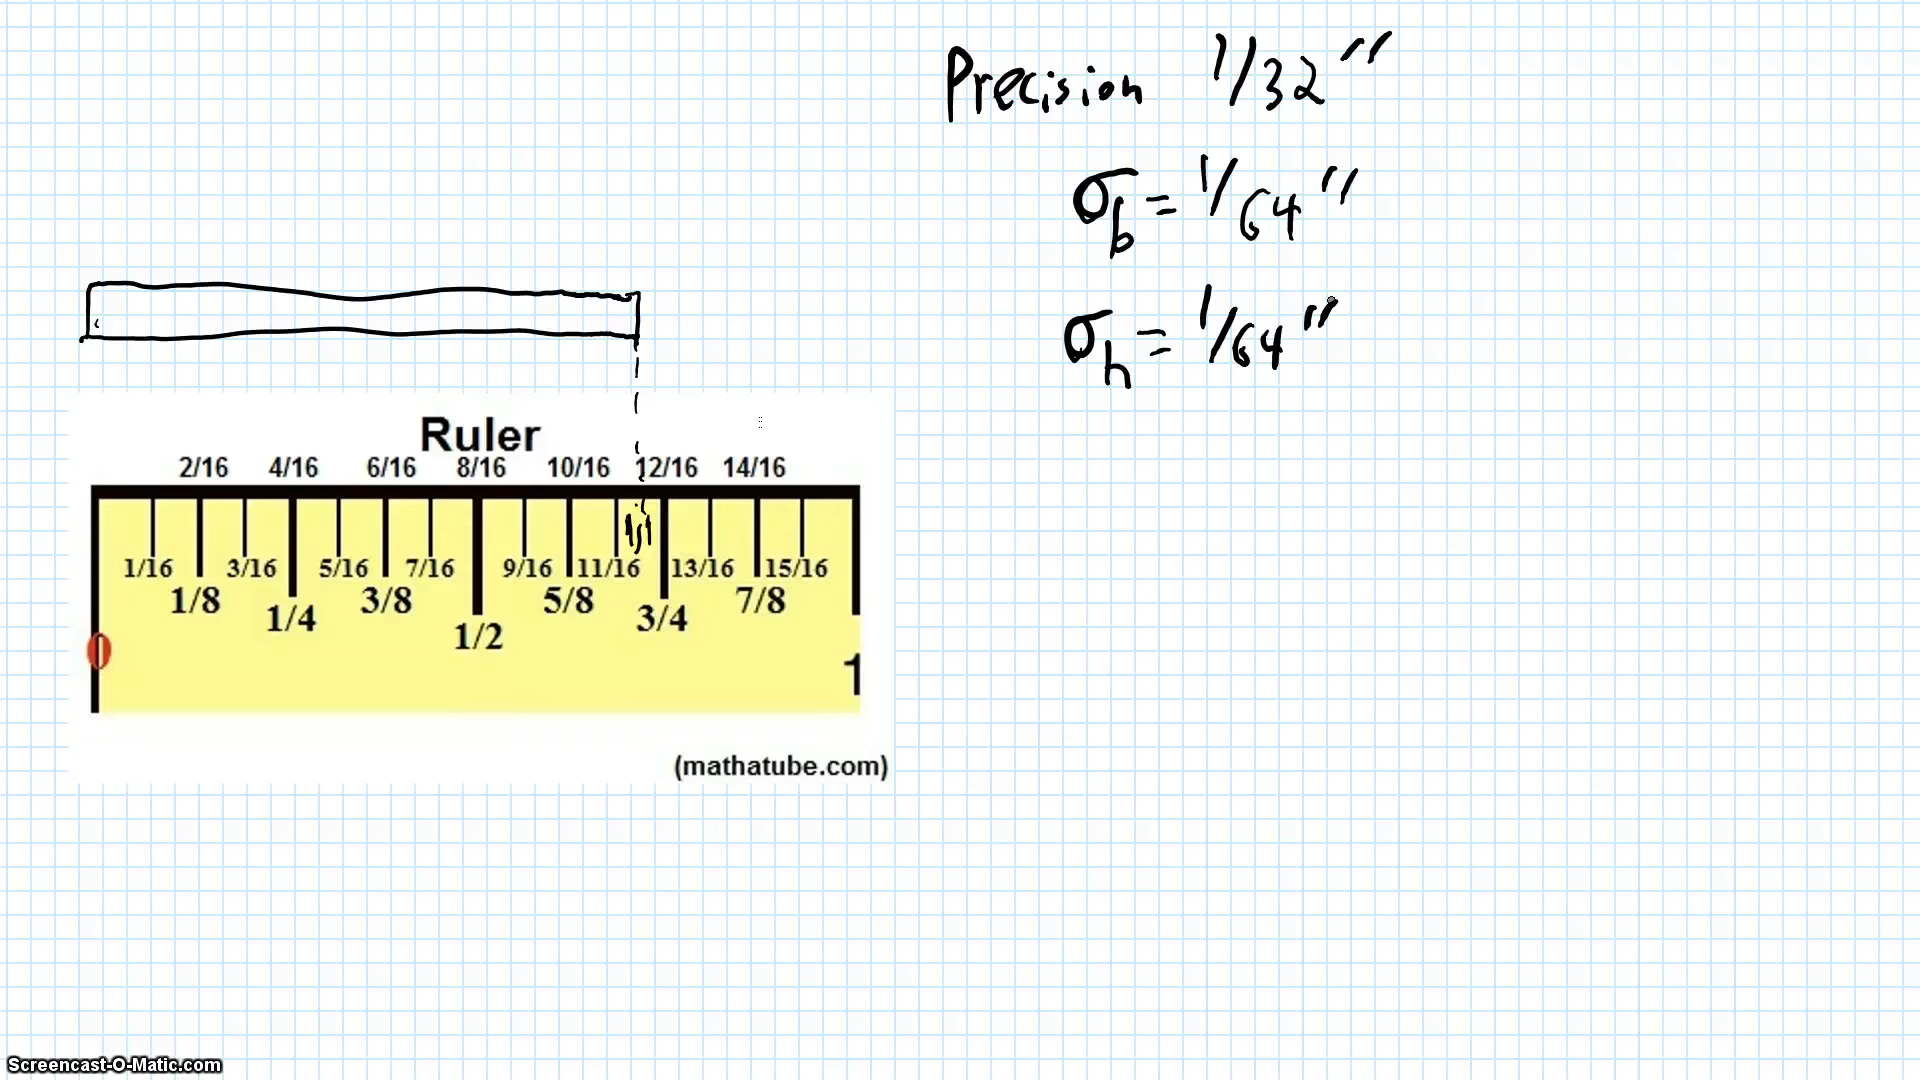 Precision 1/32"
σb = 1/64"
σh = 1/64"
Ruler
2/16 4/16 6/16 8/16 10/16 12/16 14/16
1/16 3/16 5/16 7/16 9/16 11/16 13/16 15/16
1/8 3/8 5/8 7/8
1/4 3/4
1/2
0 1
(mathatube.com)
Screencast-O-Matic.com